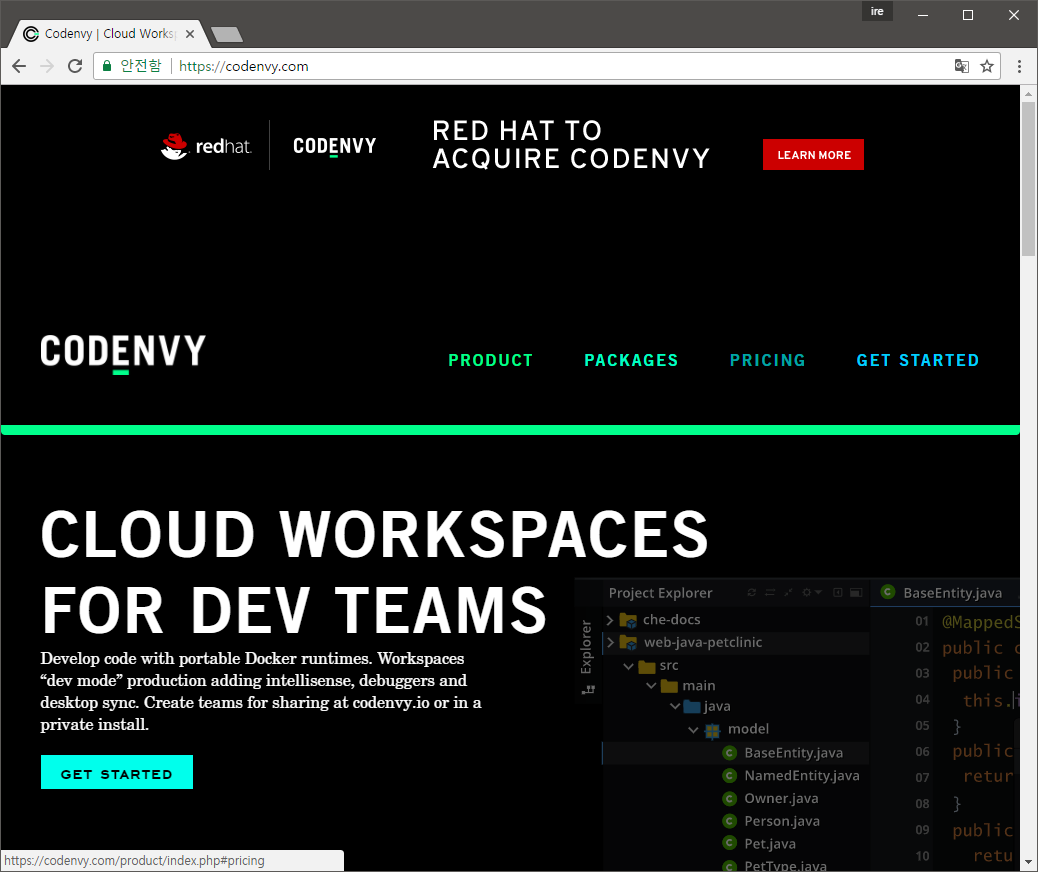 ire
Codenvy | Cloud Works
안전함 https://codenvy.com
redhat.
CODENVY
RED HAT TO
ACQUIRE CODENVY
LEARN MORE
CODENVY
PRODUCT PACKAGES PRICING GET STARTED
CLOUD WORKSPACES
FOR DEV TEAMS
Develop code with portable Docker runtimes. Workspaces
“dev mode” production adding intellisense, debuggers and
desktop sync. Create teams for sharing at codenvy.io or in a
private install.
GET STARTED
Explorer
Project Explorer
che-docs
web-java-petclinic
src
main
java
model
BaseEntity.java
NamedEntity.java
Owner.java
Person.java
Pet.java
PetType.java
BaseEntity.java
01 @MappedS
02 public c
03 public
04 this.i
05 }
06 public
07 retur
08 }
09 public
10 retu
https://codenvy.com/product/index.php#pricing